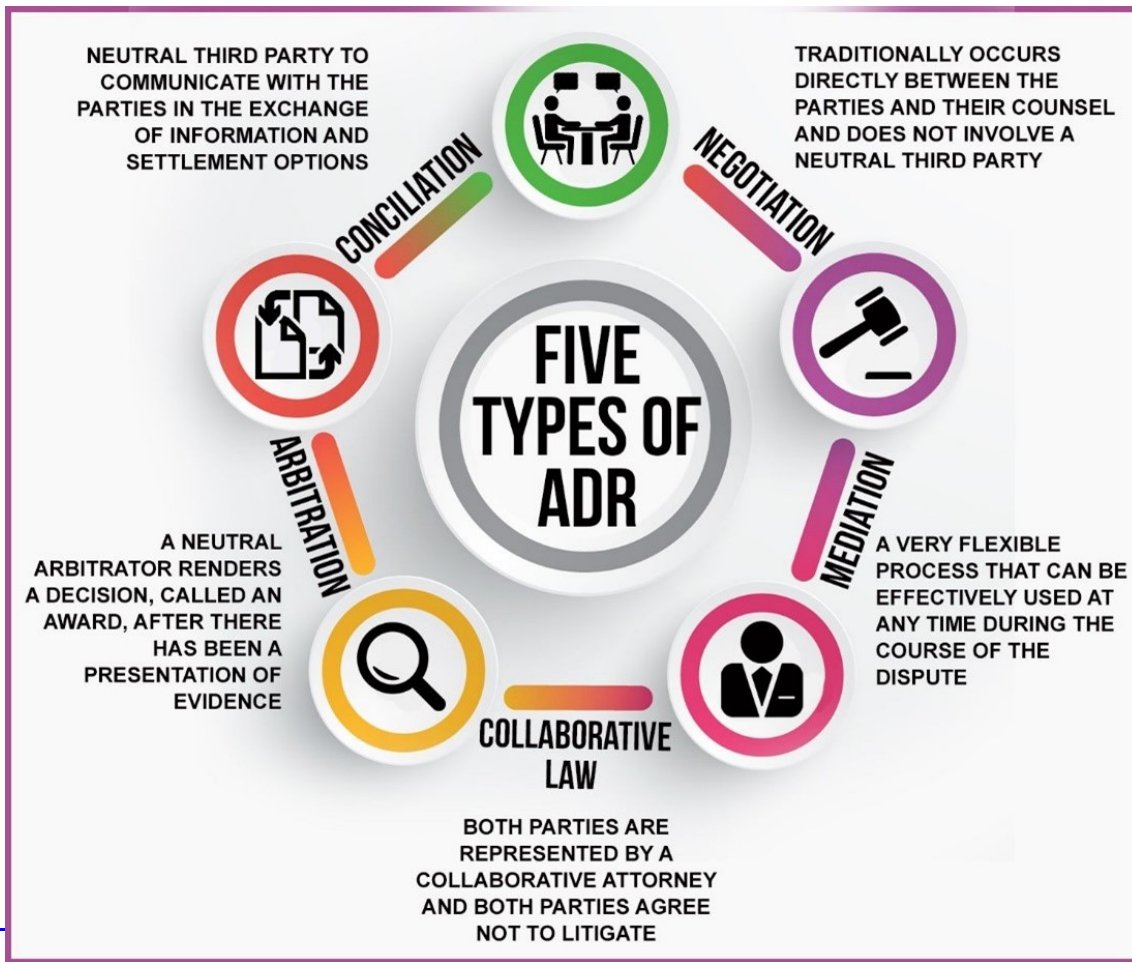 NEUTRAL THIRD PARTY TO
COMMUNICATE WITH THE
PARTIES IN THE EXCHANGE
OF INFORMATION AND
SETTLEMENT OPTIONS
CONCILIATION
TRADITIONALLY OCCURS
DIRECTLY BETWEEN THE
PARTIES AND THEIR COUNSEL
AND DOES NOT INVOLVE A
NEUTRAL THIRD PARTY
NEGOTIATION
FIVE
TYPES OF
ADR
ARBITRATION
A NEUTRAL
ARBITRATOR RENDERS
A DECISION, CALLED AN
AWARD, AFTER THERE
HAS BEEN A
PRESENTATION OF
EVIDENCE
MEDIATION
A VERY FLEXIBLE
PROCESS THAT CAN BE
EFFECTIVELY USED AT
ANY TIME DURING THE
COURSE OF THE
DISPUTE
COLLABORATIVE
LAW
BOTH PARTIES ARE
REPRESENTED BY A
COLLABORATIVE ATTORNEY
AND BOTH PARTIES AGREE
NOT TO LITIGATE